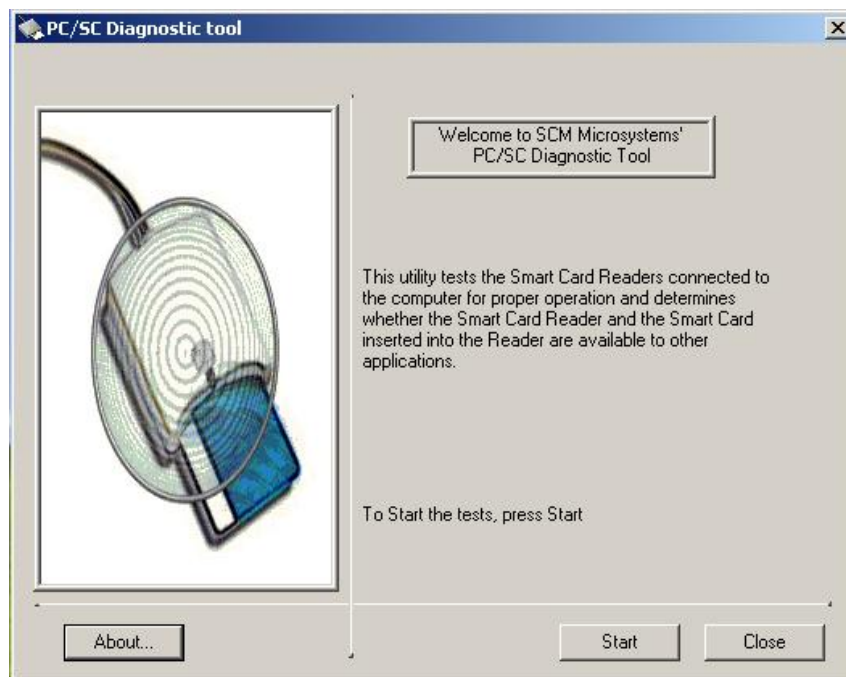 PC/SC Diagnostic tool
Welcome to SCM Microsystems'
PC/SC Diagnostic Tool
This utility tests the Smart Card Readers connected to
the computer for proper operation and determines
whether the Smart Card Reader and the Smart Card
inserted into the Reader are available to other
applications.
To Start the tests, press Start
About...
Start
Close